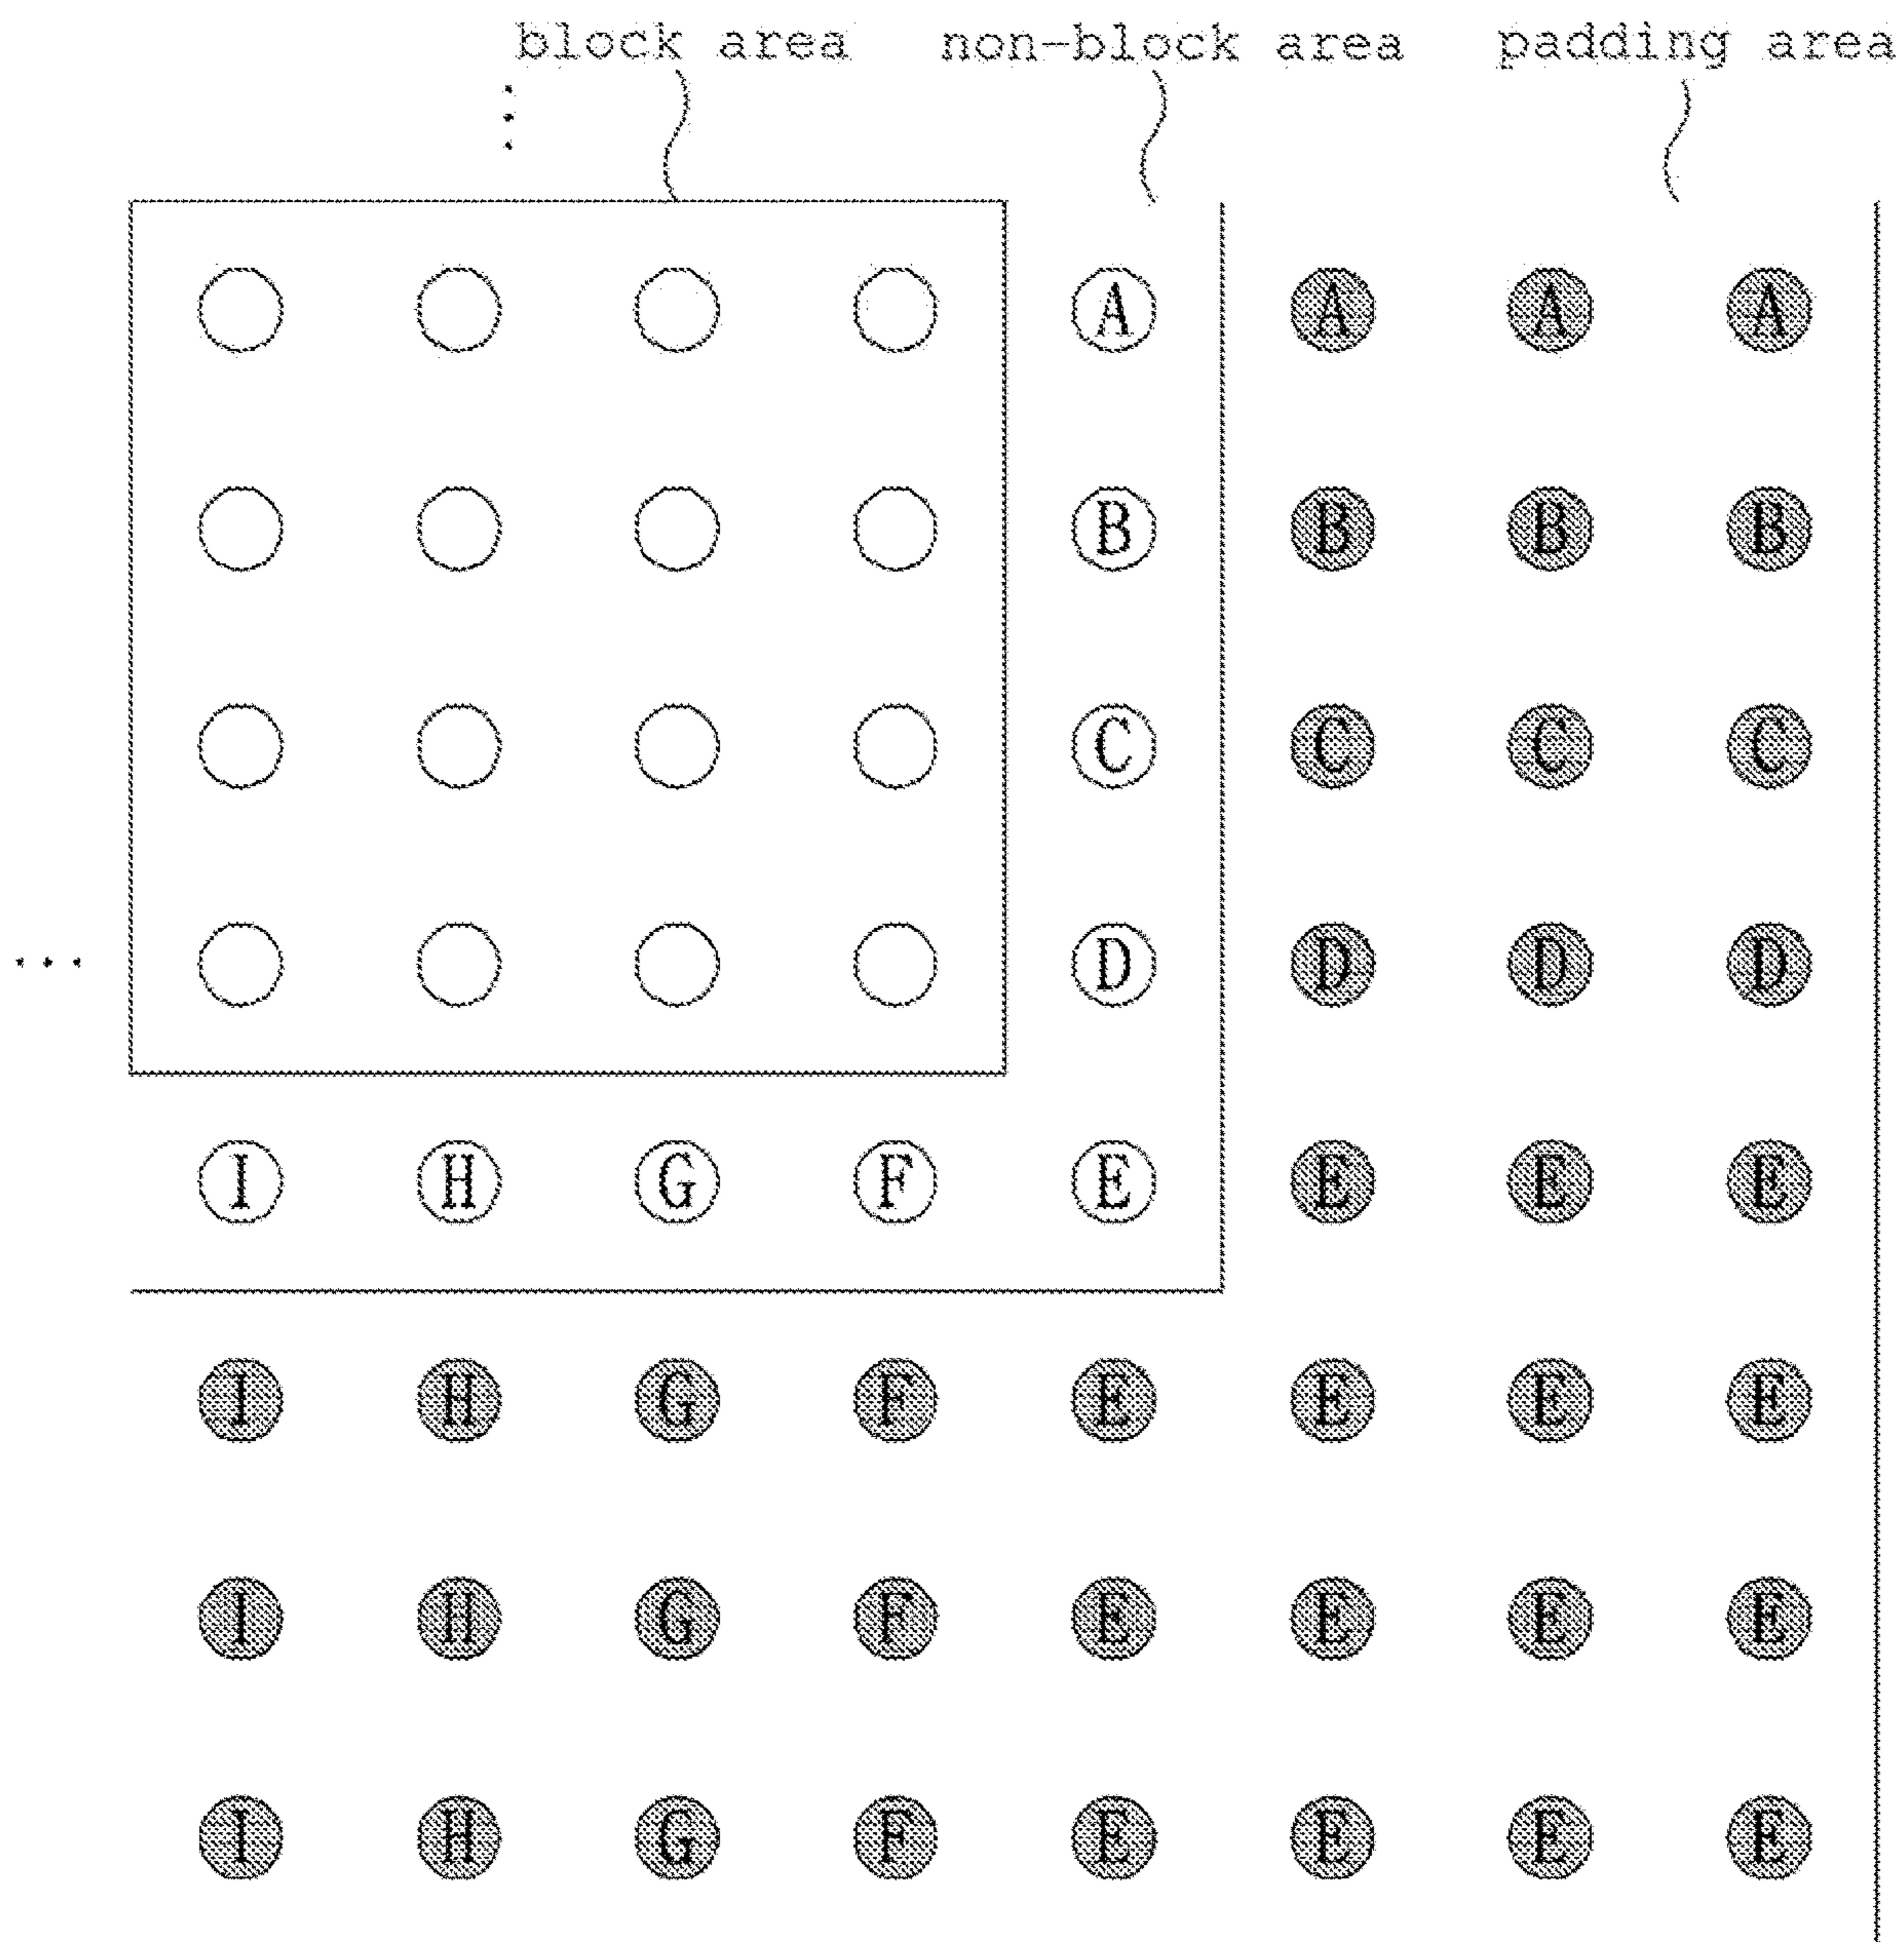 block area non-block area padding area
A A A A
B B B B
C C C C
D D D D
...
I H G F E E E E
I H G F E E E E
I H G F E E E E
I H G F E E E E